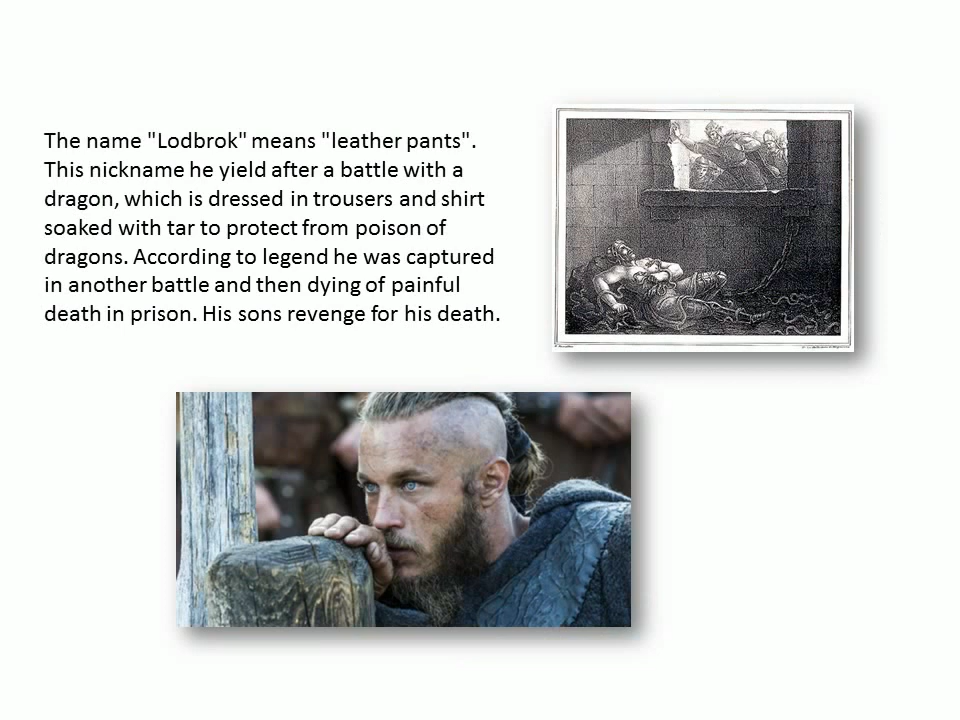 The name "Lodbrok" means "leather pants".
This nickname he yield after a battle with a
dragon, which is dressed in trousers and shirt
soaked with tar to protect from poison of
dragons. According to legend he was captured
in another battle and then dying of painful
death in prison. His sons revenge for his death.